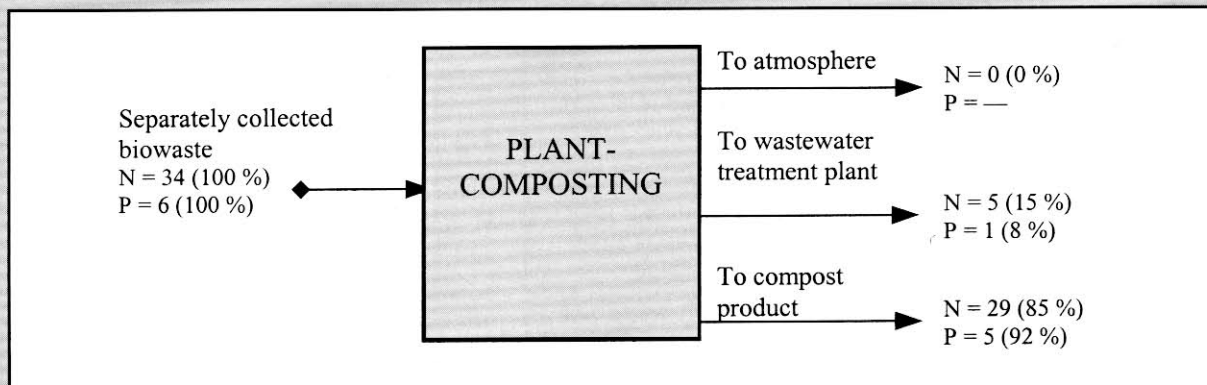 Separately collected
biowaste
N = 34 (100 %)
P = 6 (100 %)
PLANT-
COMPOSTING
To atmosphere
N = 0 (0 %)
P = —
To wastewater
treatment plant
N = 5 (15 %)
P = 1 (8 %)
To compost
product
N = 29 (85 %)
P = 5 (92 %)